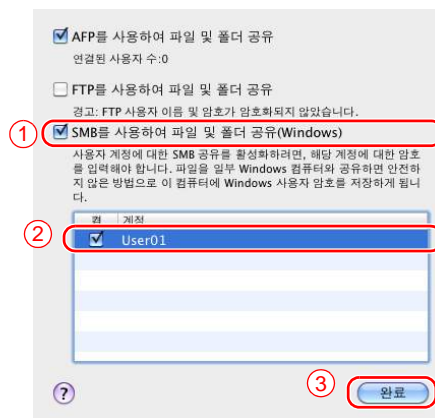 AFP를 사용하여 파일 및 폴더 공유
연결된 사용자 수:0
FTP를 사용하여 파일 및 폴더 공유
경고: FTP 사용자 이름 및 암호가 암호화되지 않았습니다.
① SMB를 사용하여 파일 및 폴더 공유(Windows)
사용자 계정에 대한 SMB 공유를 활성화하려면, 해당 계정에 대한 암호
를 입력해야 합니다. 파일을 일부 Windows 컴퓨터와 공유하면 안전하
지 않은 방법으로 이 컴퓨터에 Windows 사용자 암호를 저장하게 됩니
다.
켬 계정
② User01
? ③ 완료